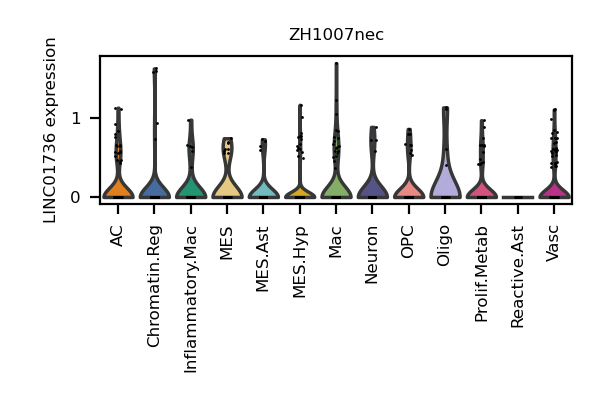 ZH1007nec
LINC01736 expression
1
0
AC
Chromatin.Reg
Inflammatory.Mac
MES
MES.Ast
MES.Hyp
Mac
Neuron
OPC
Oligo
Prolif.Metab
Reactive.Ast
Vasc